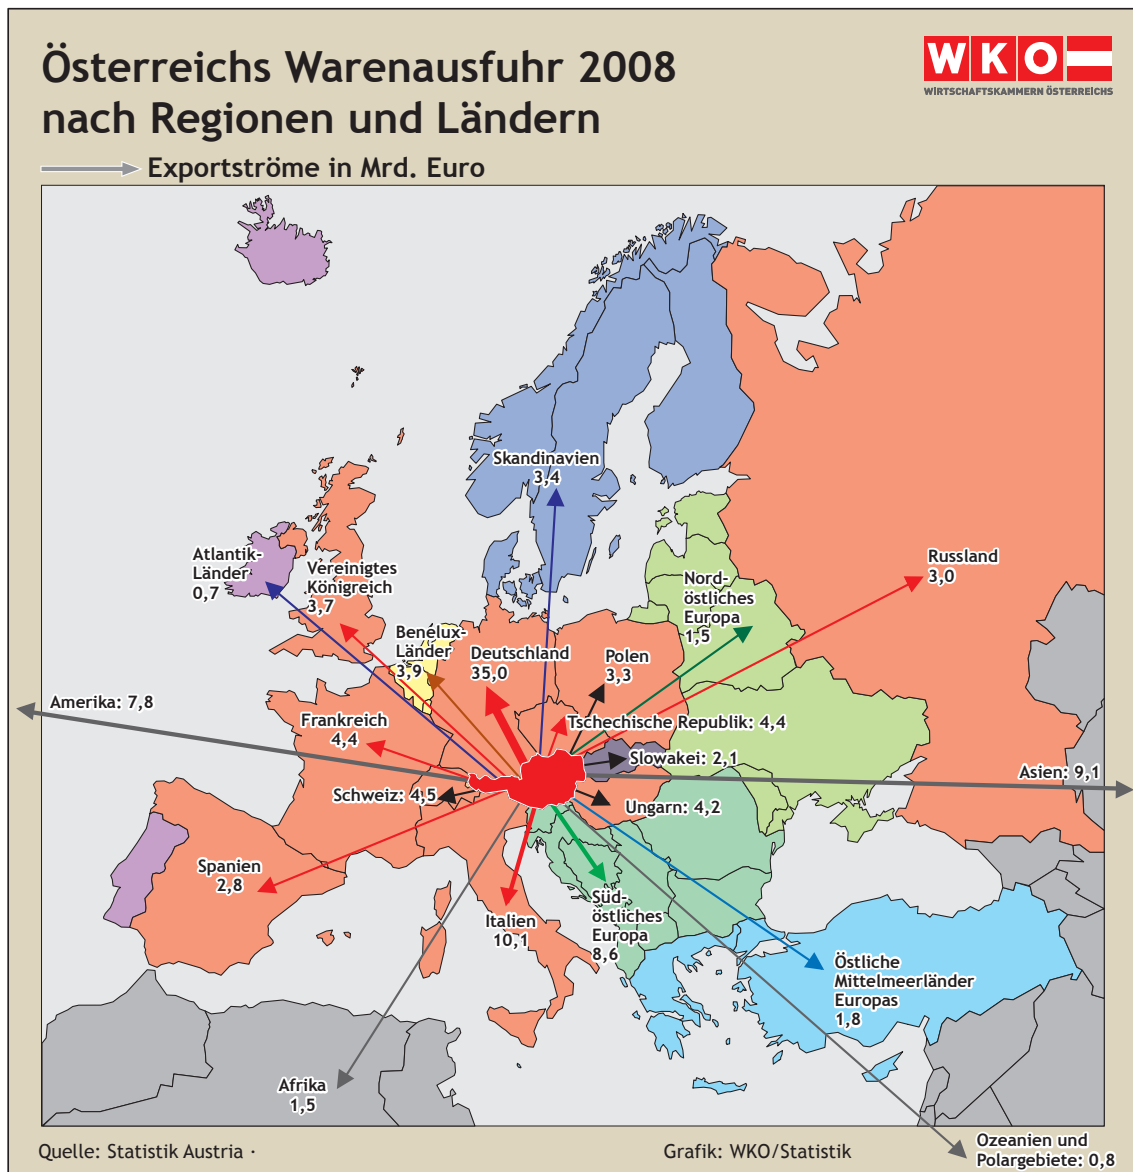 Österreichs Warenausfuhr 2008
nach Regionen und Ländern
WKO
WIRTSCHAFTSKAMMERN ÖSTERREICHS
Exportströme in Mrd. Euro
Skandinavien
3,4
Atlantik-
Länder
0,7
Vereinigtes
Königreich
3,7
Russland
3,0
Nord-
östliches
Europa
1,5
Benelux-
Länder
3,9
Deutschland
35,0
Polen
3,3
Amerika: 7,8
Frankreich
4,4
Tschechische Republik: 4,4
Slowakei: 2,1
Asien: 9,1
Schweiz: 4,5
Ungarn: 4,2
Spanien
2,8
Italien
10,1
Süd-
östliches
Europa
8,6
Östliche
Mittelmeerländer
Europas
1,8
Afrika
1,5
Ozeanien und
Polargebiete: 0,8
Quelle: Statistik Austria ·
Grafik: WKO/Statistik